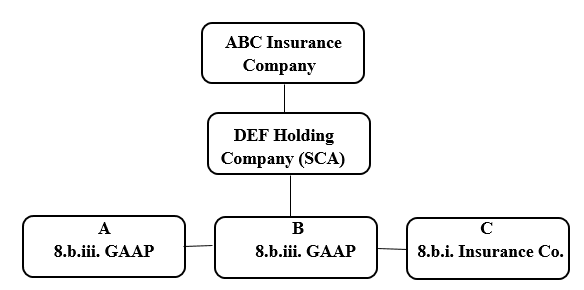 ABC Insurance
Company
DEF Holding
Company (SCA)
A
8.b.iii. GAAP
B
8.b.iii. GAAP
C
8.b.i. Insurance Co.